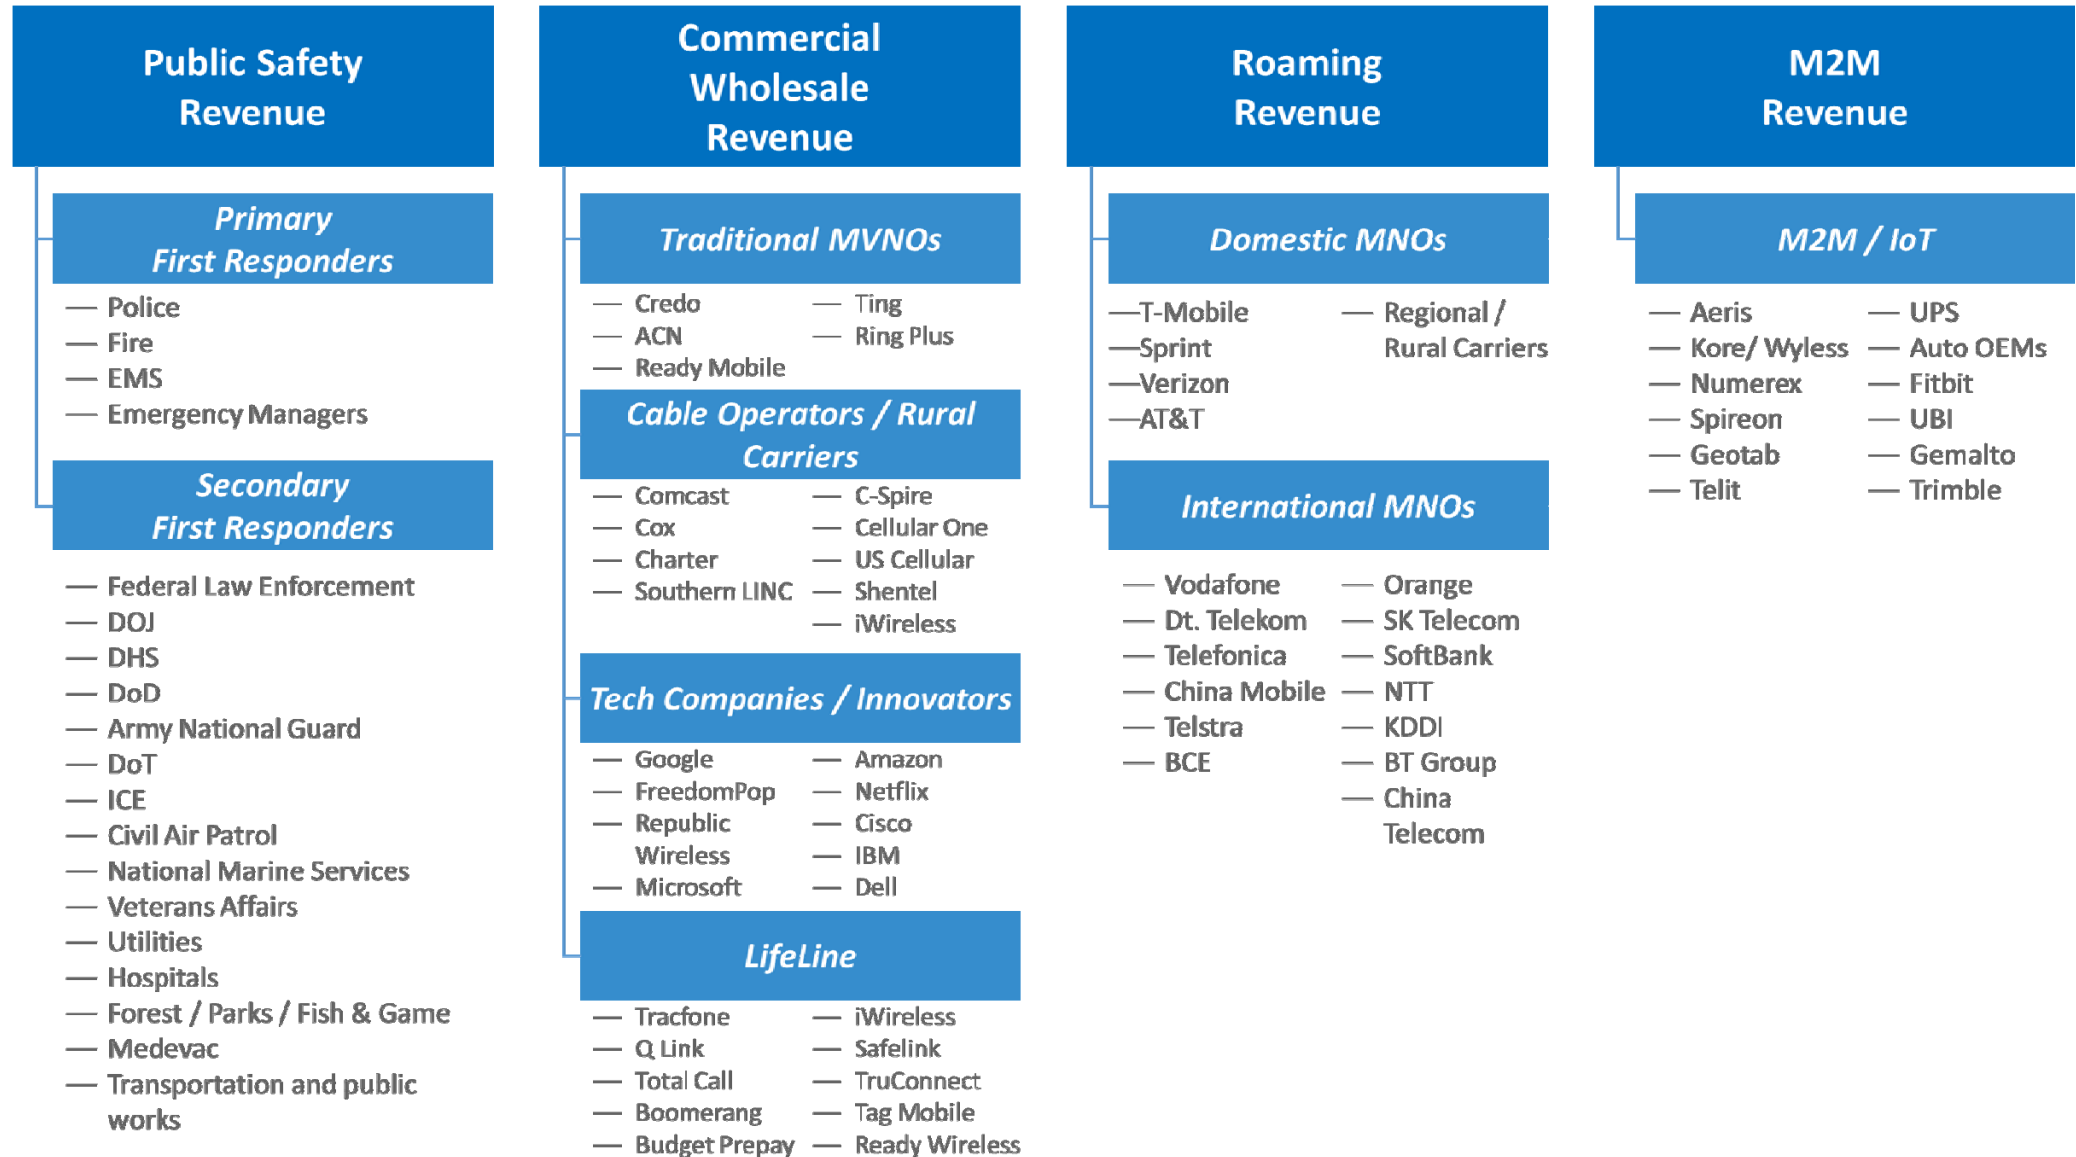 Public Safety
Revenue
Primary
First Responders
— Police
— Fire
— EMS
— Emergency Managers
Secondary
First Responders
— Federal Law Enforcement
— DOJ
— DHS
— DoD
— Army National Guard
— DoT
— ICE
— Civil Air Patrol
— National Marine Services
— Veterans Affairs
— Utilities
— Hospitals
— Forest / Parks / Fish & Game
— Medevac
— Transportation and public
works
Commercial
Wholesale
Revenue
Traditional MVNOs
— Credo
— ACN
— Ready Mobile
— Ting
— Ring Plus
Cable Operators / Rural
Carriers
— Comcast
— Cox
— Charter
— Southern LINC
— C-Spire
— Cellular One
— US Cellular
— Shentel
— iWireless
Tech Companies / Innovators
— Google
— FreedomPop
— Republic
Wireless
— Microsoft
— Amazon
— Netflix
— Cisco
— IBM
— Dell
LifeLine
— Tracfone
— Q Link
— Total Call
— Boomerang
— Budget Prepay
— iWireless
— Safelink
— TruConnect
— Tag Mobile
— Ready Wireless
Roaming
Revenue
Domestic MNOs
—T-Mobile
—Sprint
—Verizon
—AT&T
— Regional /
Rural Carriers
International MNOs
— Vodafone
— Dt. Telekom
— Telefonica
— China Mobile
— Telstra
— BCE
— Orange
— SK Telecom
— SoftBank
— NTT
— KDDI
— BT Group
— China
Telecom
M2M
Revenue
M2M / IoT
— Aeris
— Kore/ Wyless
— Numerex
— Spireon
— Geotab
— Telit
— UPS
— Auto OEMs
— Fitbit
— UBI
— Gemalto
— Trimble